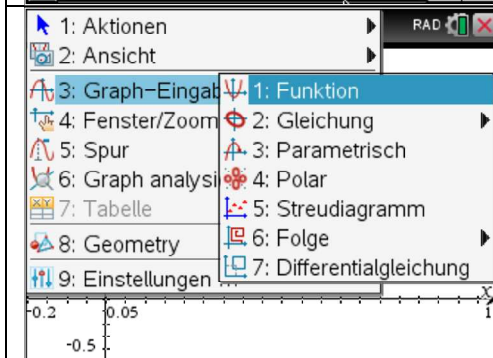 1: Aktionen
RAD
2: Ansicht
3: Graph-Eingab
1: Funktion
4: Fenster/Zoom
2: Gleichung
5: Spur
3: Parametrisch
6: Graph analysi
4: Polar
7: Tabelle
5: Streudiagramm
8: Geometry
6: Folge
9: Einstellungen ...
7: Differentialgleichung
x
-0.2
0.05
1
-0.5